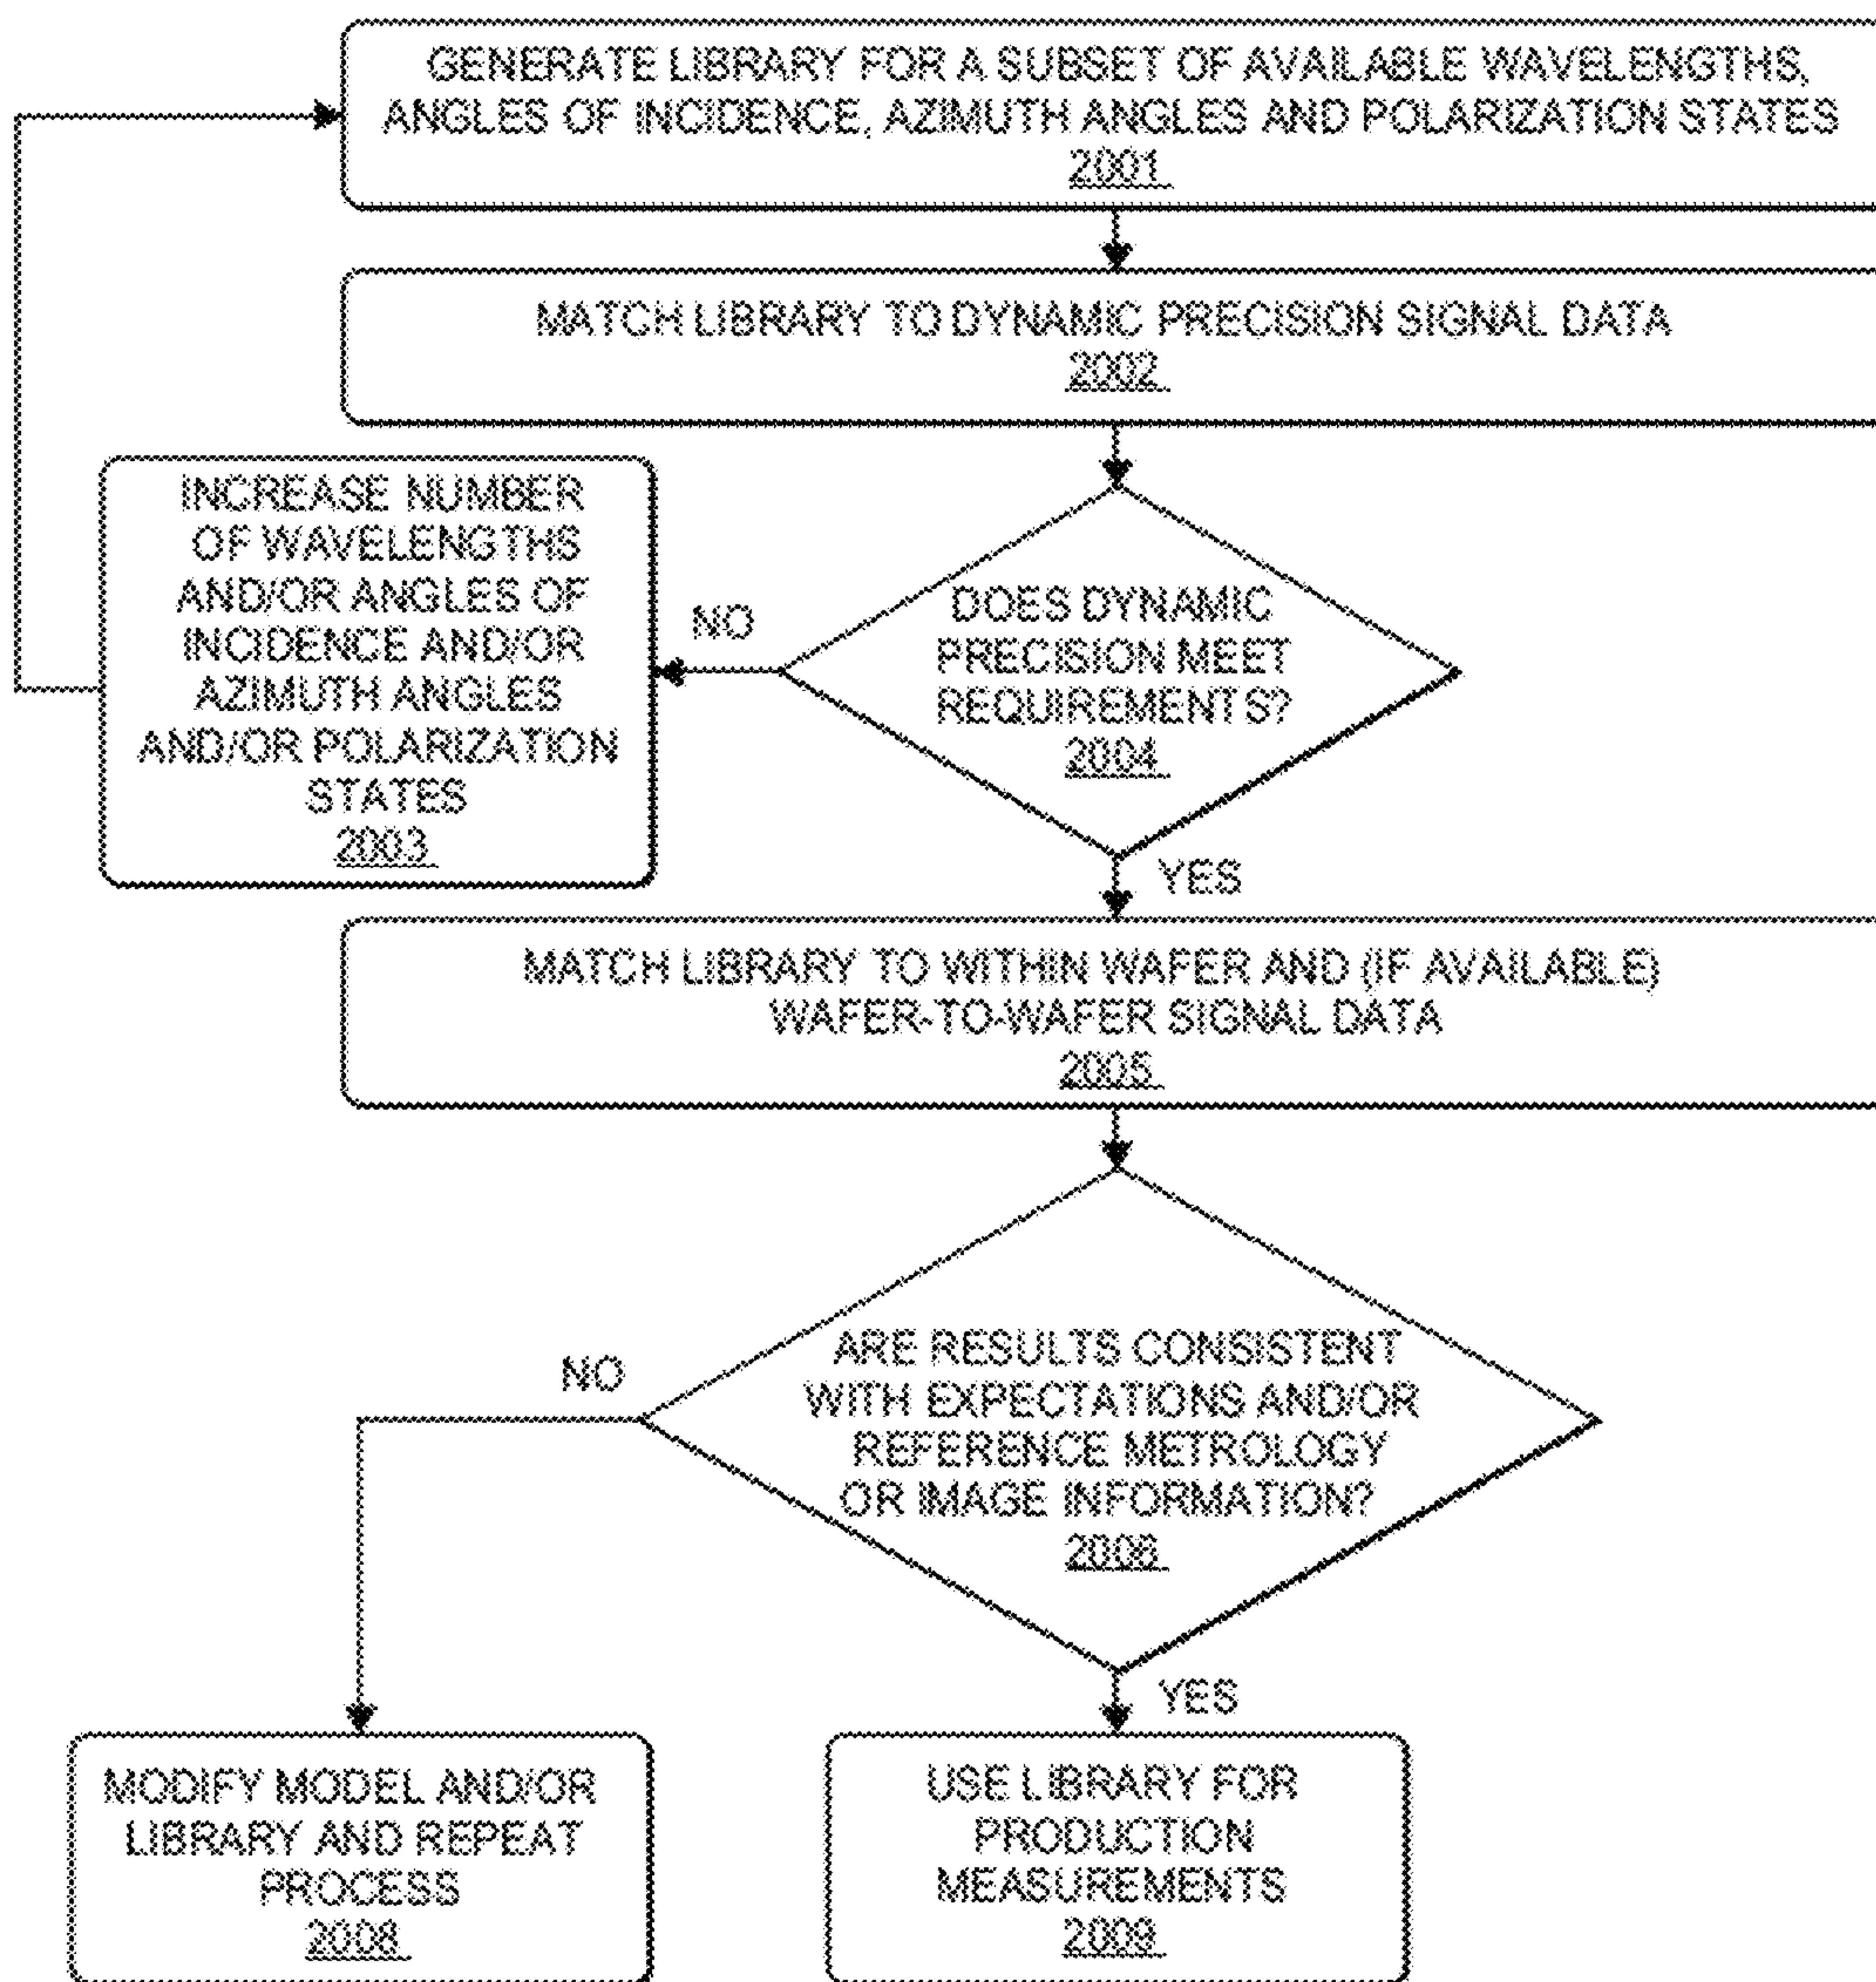 GENERATE LIBRARY FOR A SUBSET OF AVAILABLE WAVELENGTHS,
ANGLES OF INCIDENCE, AZIMUTH ANGLES AND POLARIZATION STATES
2001
MATCH LIBRARY TO DYNAMIC PRECISION SIGNAL DATA
2002
INCREASE NUMBER
OF WAVELENGTHS
AND/OR ANGLES OF
INCIDENCE AND/OR
AZIMUTH ANGLES
AND/OR POLARIZATION
STATES
2003
NO
DOES DYNAMIC
PRECISION MEET
REQUIREMENTS?
2004
YES
MATCH LIBRARY TO WITHIN WAFER AND (IF AVAILABLE)
WAFER-TO-WAFER SIGNAL DATA
2005
NO
ARE RESULTS CONSISTENT
WITH EXPECTATIONS AND/OR
REFERENCE METROLOGY
OR IMAGE INFORMATION?
2006
YES
MODIFY MODEL AND/OR
LIBRARY AND REPEAT
PROCESS
2008
USE LIBRARY FOR
PRODUCTION
MEASUREMENTS
2009